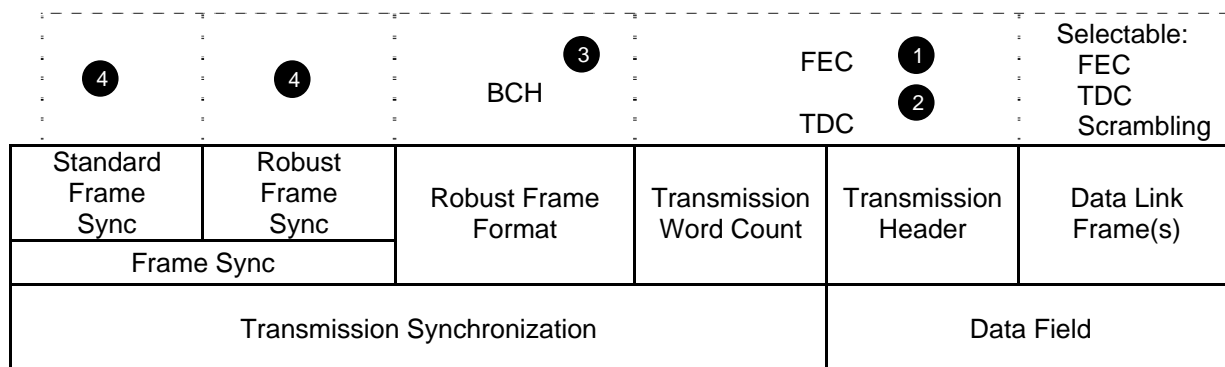 4
4
3
BCH
FEC
1
2
TDC
Selectable:
FEC
TDC
Scrambling
Standard
Frame
Sync
Robust
Frame
Sync
Frame Sync
Robust Frame
Format
Transmission
Word Count
Transmission
Header
Data Link
Frame(s)
Transmission Synchronization
Data Field